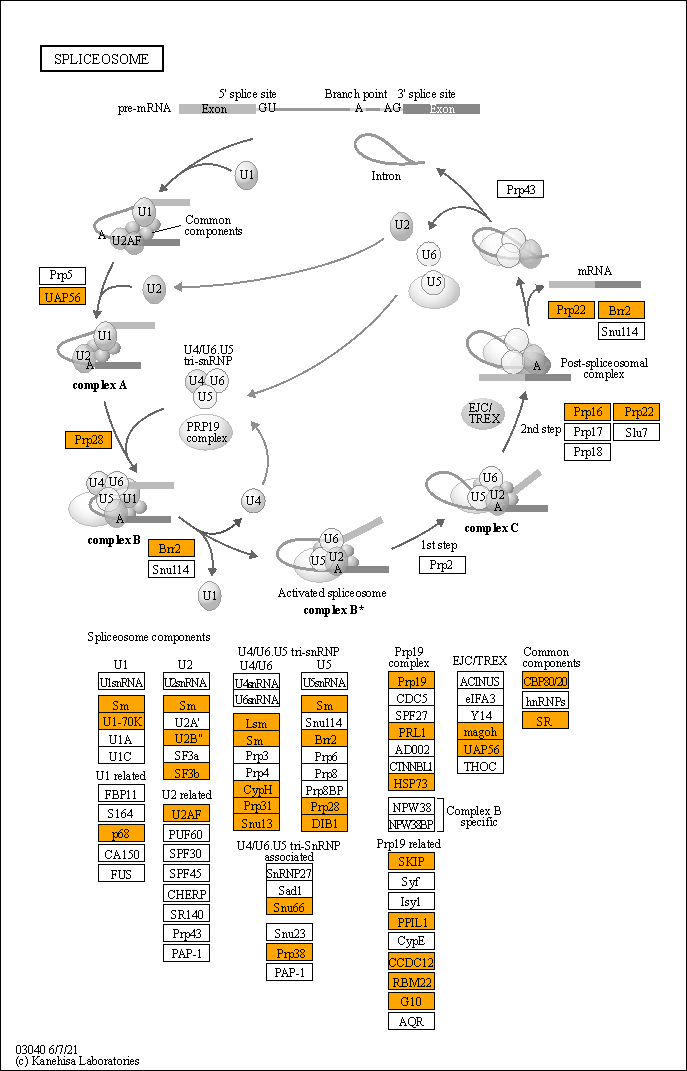 SPLICEOSOME
5' splice site
Branch point
3' splice site
pre-mRNA
Exon
GU
A
AG
Exon
U1
Intron
Prp43
U1
A
U2AF
Common
components
U2
U6
U5
mRNA
Prp5
UAP56
U2
Prp22
Brr2
Snu114
U1
U2
A
complex A
U4/U6.U5
tri-snRNP
U4
U6
U5
PRP19
complex
A
Post-spliceosomal
complex
EJC/
TREX
2nd step
Prp16
Prp22
Prp17
Slu7
Prp18
Prp28
U4
U6
U5
U1
A
complex B
U4
U6
U5
U2
A
complex C
Brr2
Snu114
U1
U6
U5
U2
A
Activated spliceosome
complex B*
1st step
Prp2
Spliceosome components
U1
U1snRNA
Sm
U1-70K
U1A
U1C
U1 related
FBP11
S164
p68
CA150
FUS
U2
U2snRNA
Sm
U2A'
U2B"
SF3a
SF3b
U2 related
U2AF
PUF60
SPF30
SPF45
CHERP
SR140
Prp43
PAP-1
U4/U6.U5 tri-snRNP
U4/U6
U4snRNA
U6snRNA
Lsm
Sm
Prp3
Prp4
CypH
Prp31
Snu13
U5
U5snRNA
Sm
Snu114
Brr2
Prp6
Prp8
Prp8BP
Prp28
DIB1
U4/U6.U5 tri-SnRNP
associated
SnRNP27
Sad1
Snu66
Snu23
Prp38
PAP-1
Prp19
complex
Prp19
CDC5
SPF27
PRL1
AD002
CTNNBL1
HSP73
NPW38
NPW38BP
Complex B
specific
Prp19 related
SKIP
Syf
Isy1
PPIL1
CypE
CCDC12
RBM22
G10
AQR
EJC/TREX
ACINUS
eIFA3
Y14
magoh
UAP56
THOC
Common
components
CBP80/20
hnRNPs
SR
03040 6/7/21
(c) Kanehisa Laboratories